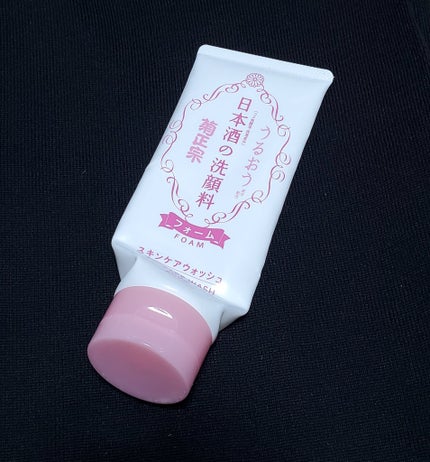 うるおう
日本酒の洗顔料
菊正宗
フォーム
FOAM
スキンケアウォッシュ